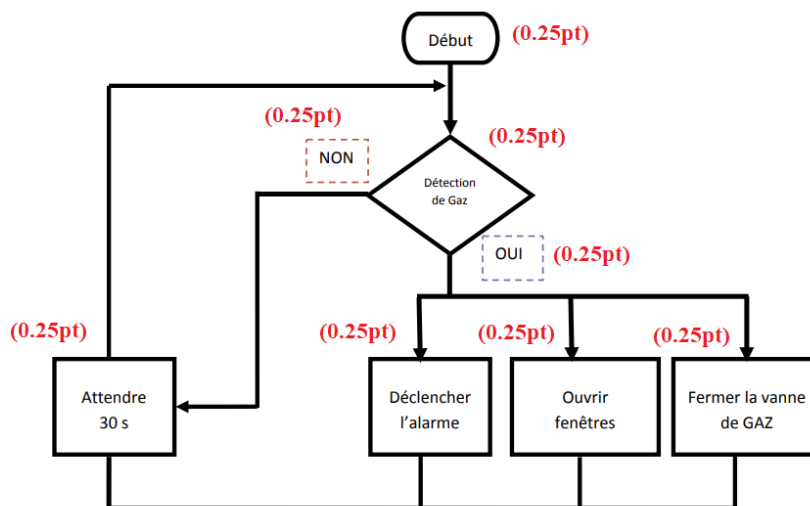 Début
(0.25pt)
(0.25pt)
(0.25pt)
NON
Détection
de Gaz
OUI
(0.25pt)
(0.25pt)
(0.25pt)
(0.25pt)
(0.25pt)
Attendre
30 s
Déclencher
l’alarme
Ouvrir
fenêtres
Fermer la vanne
de GAZ